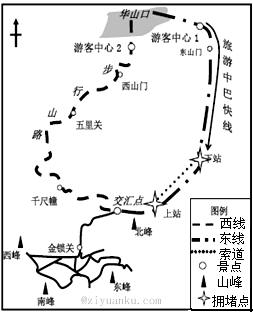 华山口
游客中心1
游客中心2
东山门
步行山路
西山门
旅游中巴快线
五里关
下站
千尺幢
交汇点
上站
北峰
金锁关
西峰
东峰
南峰
图例
西线
东线
索道
景点
山峰
拥堵点
@ziyuanku.com